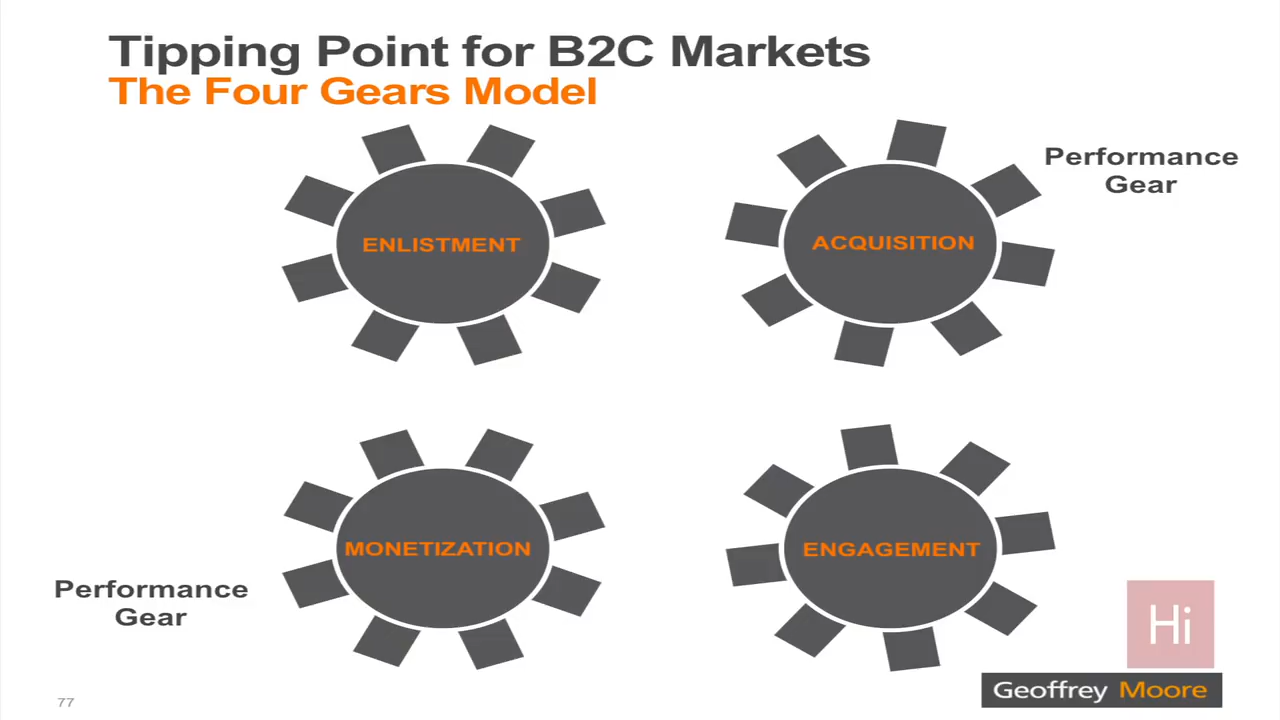 Tipping Point for B2C Markets
The Four Gears Model
Performance
Gear
ENLISTMENT
ACQUISITION
MONETIZATION
ENGAGEMENT
Performance
Gear
Hi
Geoffrey Moore
77